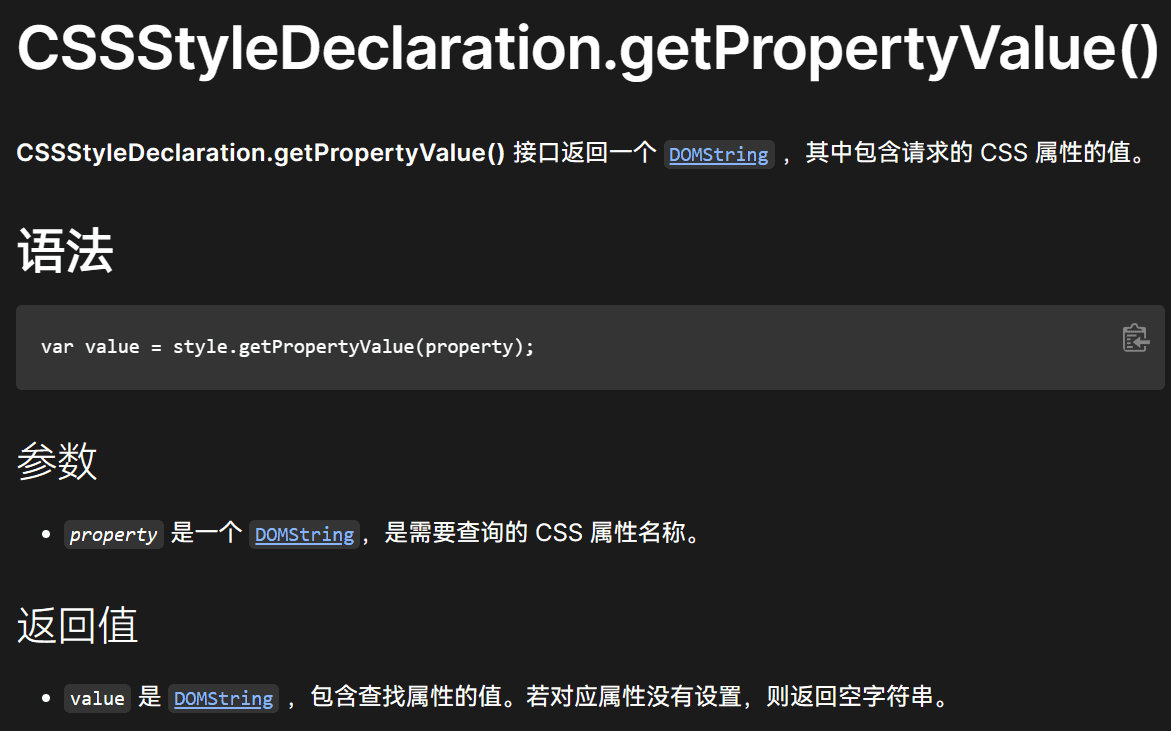 CSSStyleDeclaration.getPropertyValue()
CSSStyleDeclaration.getPropertyValue() 接口返回一个 DOMString ，其中包含请求的 CSS 属性的值。
语法
var value = style.getPropertyValue(property);
参数
• property 是一个 DOMString，是需要查询的 CSS 属性名称。
返回值
• value 是 DOMString ，包含查找属性的值。若对应属性没有设置，则返回空字符串。